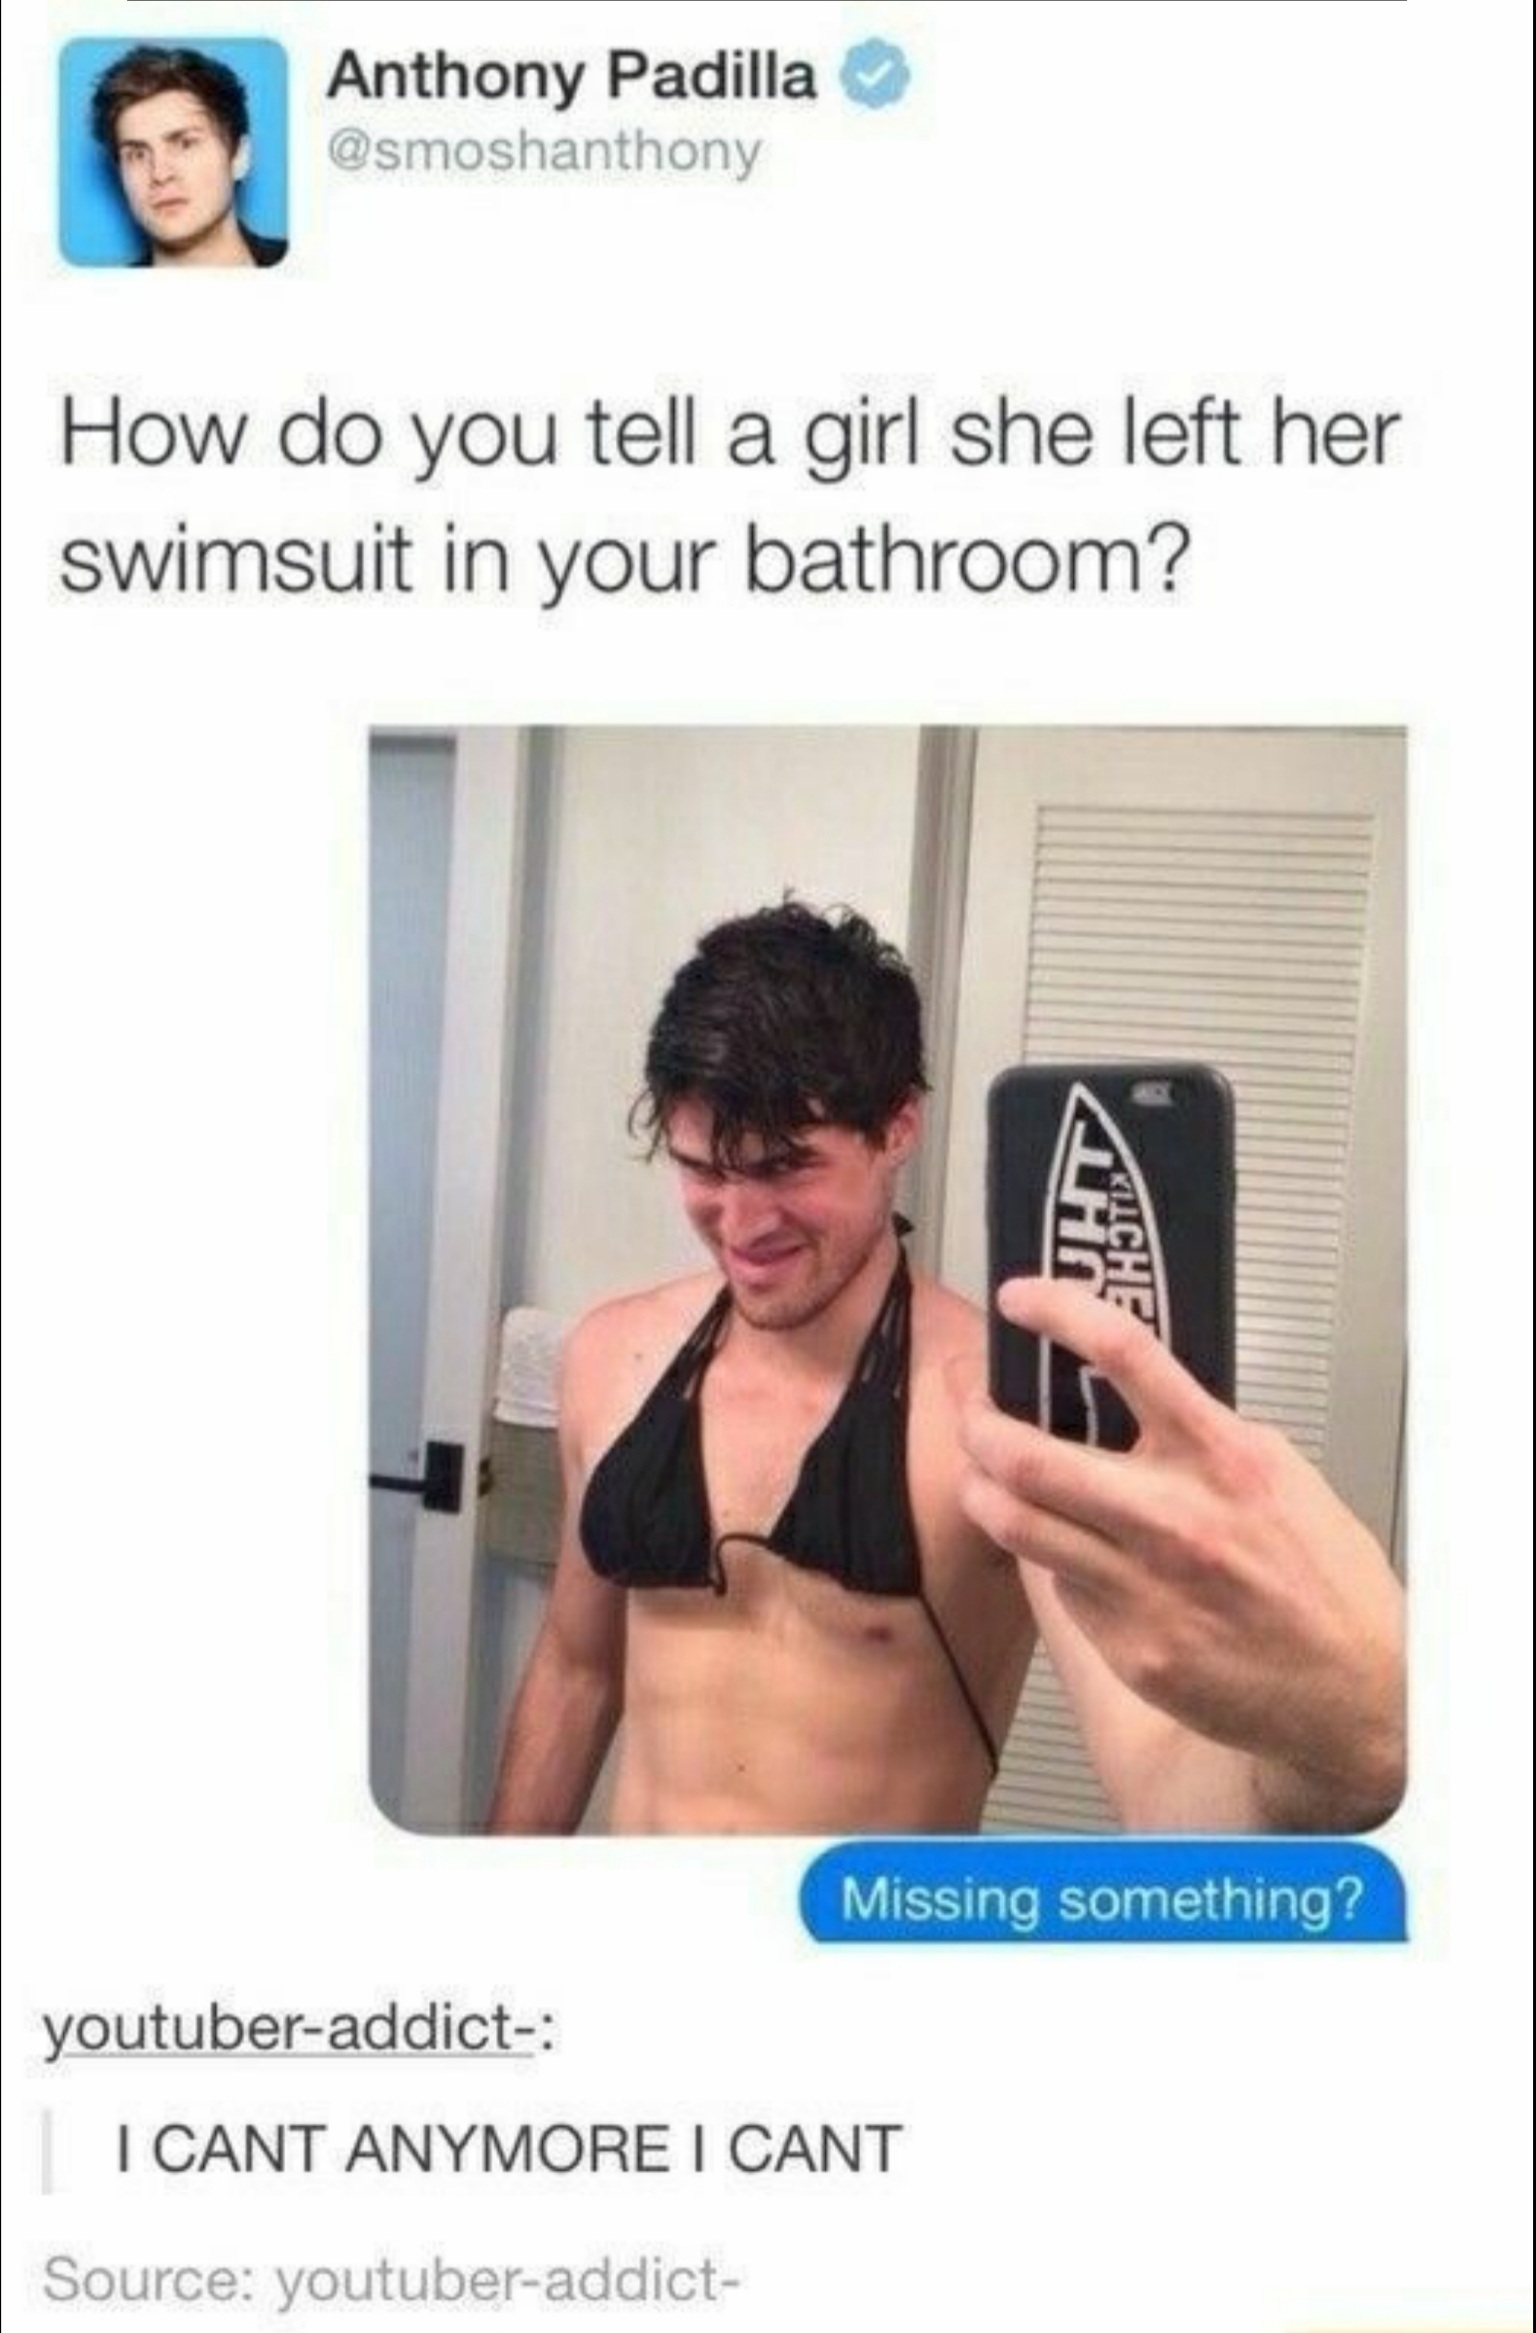 Anthony Padilla
@smoshanthony
How do you tell a girl she left her
swimsuit in your bathroom?
KITCHEN
Missing something?
youtuber-addict-:
I CANT ANYMORE I CANT
Source: youtuber-addict-